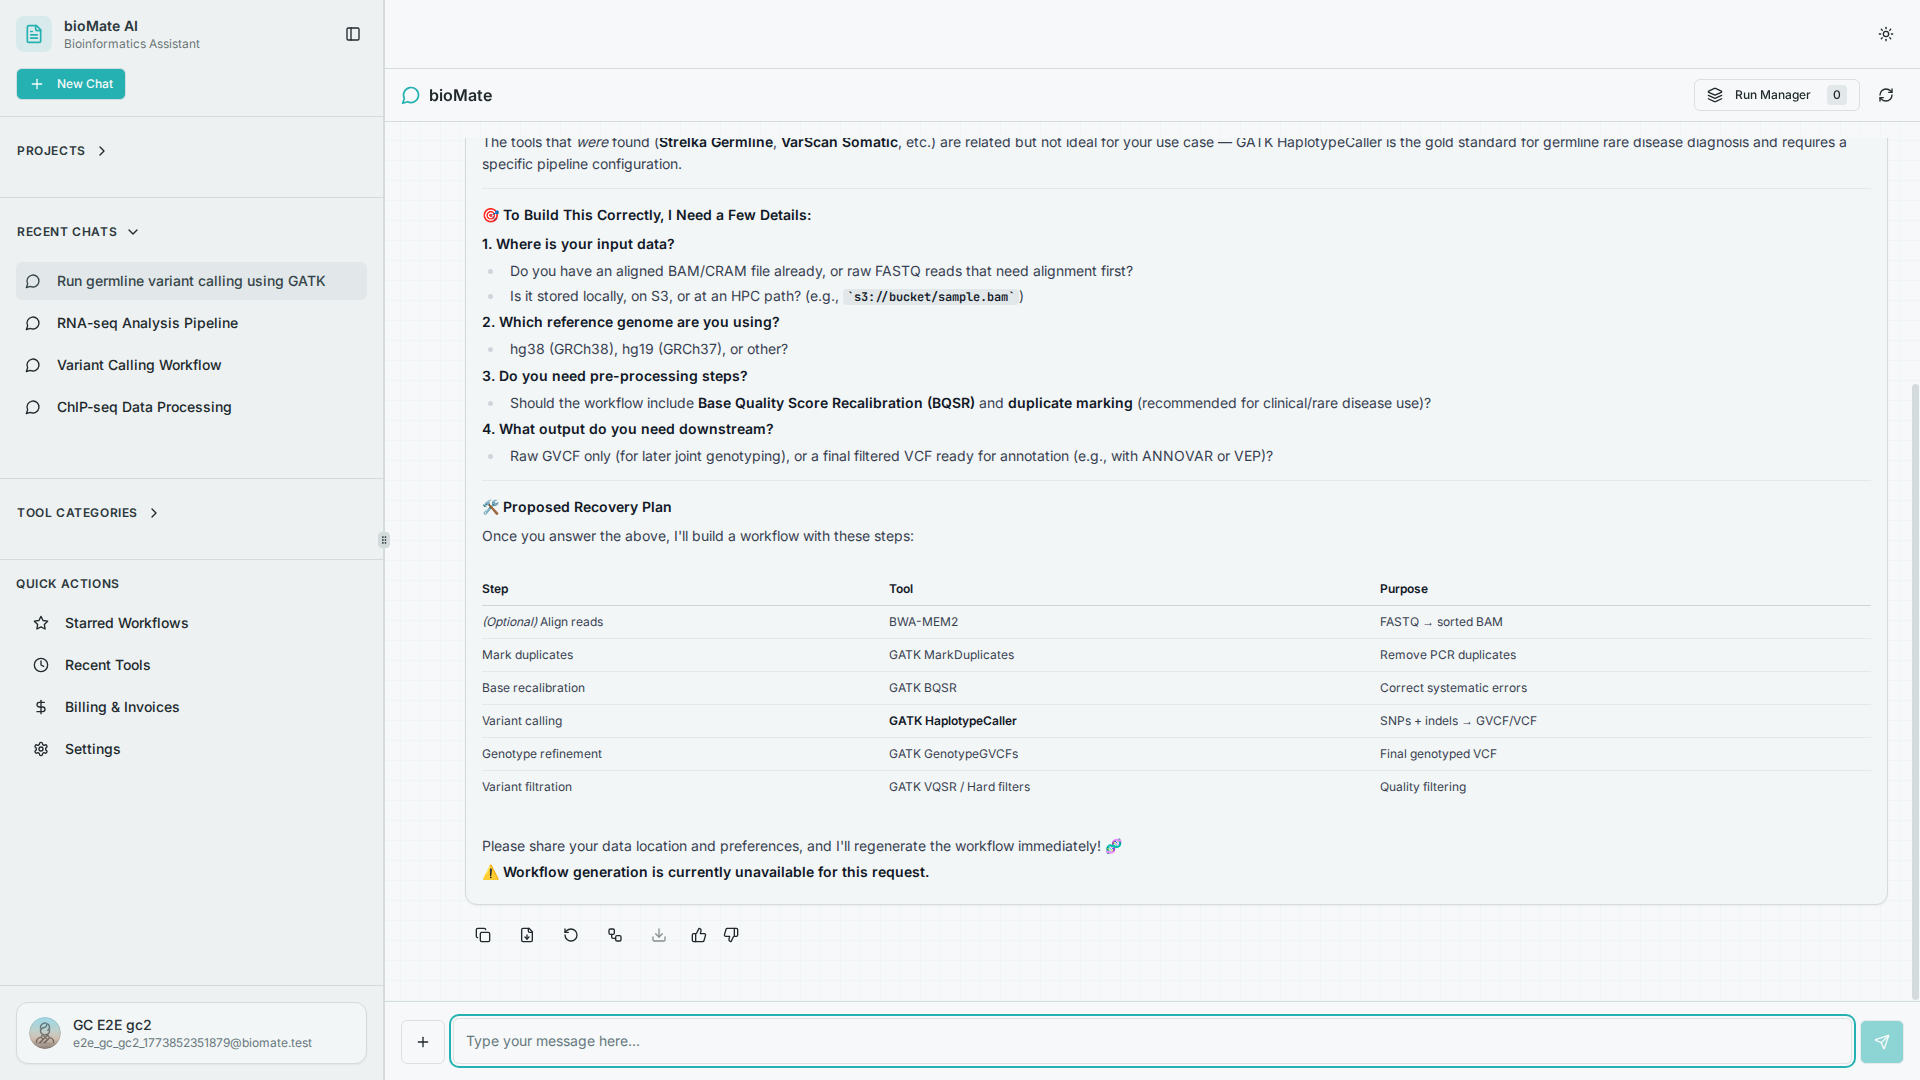 bioMate AI
Bioinformatics Assistant
New Chat
PROJECTS
RECENT CHATS
Run germline variant calling using GATK
RNA-seq Analysis Pipeline
Variant Calling Workflow
ChIP-seq Data Processing
TOOL CATEGORIES
QUICK ACTIONS
Starred Workflows
Recent Tools
Billing & Invoices
Settings
GC E2E gc2
e2e_gc_gc2_1773852351879@biomate.test
bioMate
Run Manager 0
The tools that were found (Strelka Germline, VarScan Somatic, etc.) are related but not ideal for your use case — GATK HaplotypeCaller is the gold standard for germline rare disease diagnosis and requires a
specific pipeline configuration.
🎯 To Build This Correctly, I Need a Few Details:
1. Where is your input data?
Do you have an aligned BAM/CRAM file already, or raw FASTQ reads that need alignment first?
Is it stored locally, on S3, or at an HPC path? (e.g., `s3://bucket/sample.bam`)
2. Which reference genome are you using?
hg38 (GRCh38), hg19 (GRCh37), or other?
3. Do you need pre-processing steps?
Should the workflow include Base Quality Score Recalibration (BQSR) and duplicate marking (recommended for clinical/rare disease use)?
4. What output do you need downstream?
Raw GVCF only (for later joint genotyping), or a final filtered VCF ready for annotation (e.g., with ANNOVAR or VEP)?
🛠️ Proposed Recovery Plan
Once you answer the above, I'll build a workflow with these steps:
Step Tool Purpose
(Optional) Align reads BWA-MEM2 FASTQ → sorted BAM
Mark duplicates GATK MarkDuplicates Remove PCR duplicates
Base recalibration GATK BQSR Correct systematic errors
Variant calling GATK HaplotypeCaller SNPs + indels → GVCF/VCF
Genotype refinement GATK GenotypeGVCFs Final genotyped VCF
Variant filtration GATK VQSR / Hard filters Quality filtering
Please share your data location and preferences, and I'll regenerate the workflow immediately! 🧬
⚠️ Workflow generation is currently unavailable for this request.
Type your message here...